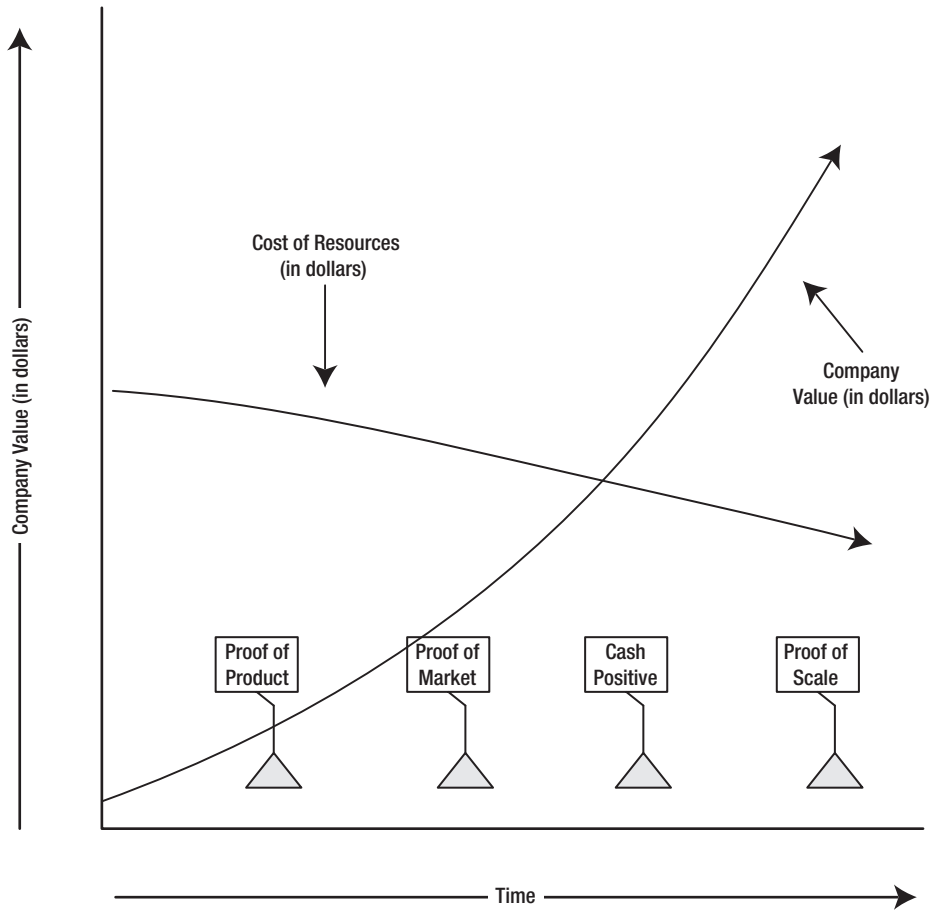 Cost of Resources
(in dollars)
Company Value (in dollars)
Company
Value (in dollars)
Proof of
Product
Proof of
Market
Cash
Positive
Proof of
Scale
Time